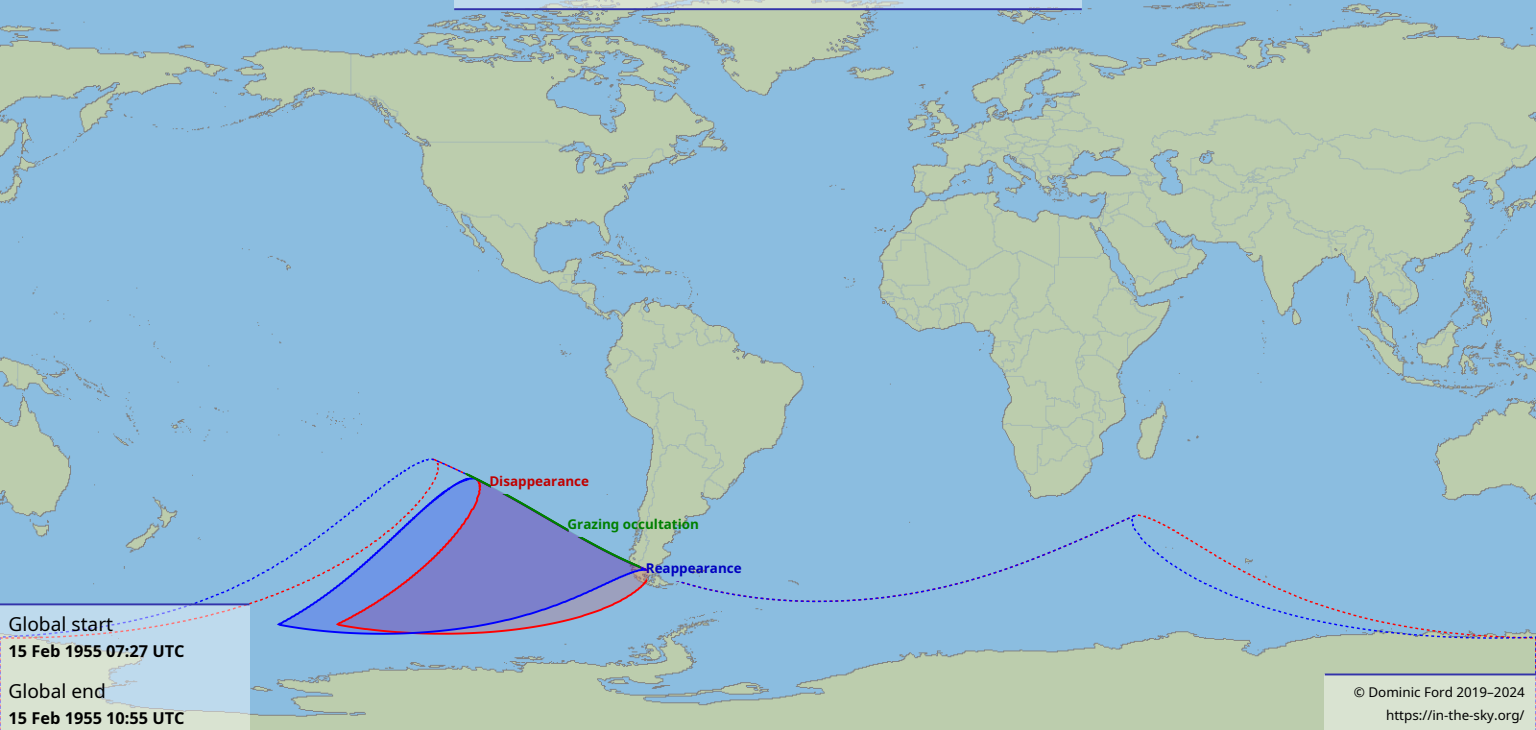 Disappearance
Grazing occultation
Reappearance
Global start
15 Feb 1955 07:27 UTC
Global end
15 Feb 1955 10:55 UTC
© Dominic Ford 2019–2024
https://in-the-sky.org/